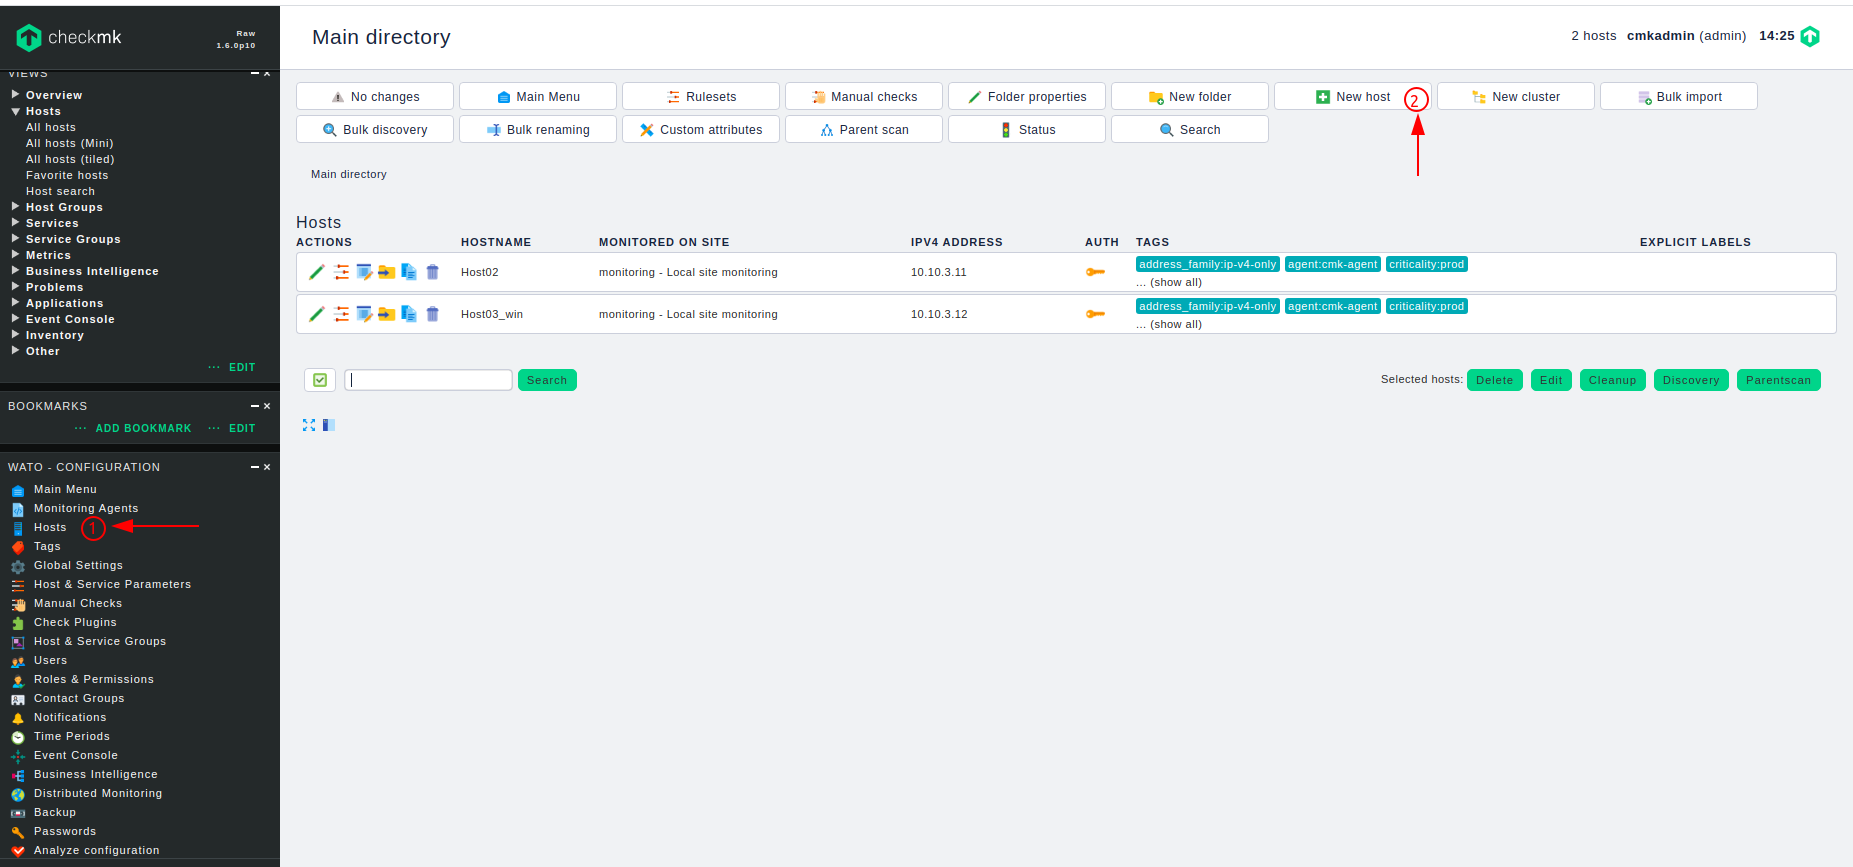 checkmk
Raw
1.6.0p10
VIEWS
Overview
Hosts
All hosts
All hosts (Mini)
All hosts (tiled)
Favorite hosts
Host search
Host Groups
Services
Service Groups
Metrics
Business Intelligence
Problems
Applications
Event Console
Inventory
Other
... EDIT
BOOKMARKS
... ADD BOOKMARK ... EDIT
WATO - CONFIGURATION
Main Menu
Monitoring Agents
Hosts 1
Tags
Global Settings
Host & Service Parameters
Manual Checks
Check Plugins
Host & Service Groups
Users
Roles & Permissions
Contact Groups
Notifications
Time Periods
Event Console
Business Intelligence
Distributed Monitoring
Backup
Passwords
Analyze configuration
Main directory
2 hosts cmkadmin (admin) 14:25
No changes Main Menu Rulesets Manual checks Folder properties New folder New host 2 New cluster Bulk import
Bulk discovery Bulk renaming Custom attributes Parent scan Status Search
Main directory
Hosts
ACTIONS HOSTNAME MONITORED ON SITE IPV4 ADDRESS AUTH TAGS EXPLICIT LABELS
Host02 monitoring - Local site monitoring 10.10.3.11 address_family:ip-v4-only agent:cmk-agent criticality:prod
... (show all)
Host03_win monitoring - Local site monitoring 10.10.3.12 address_family:ip-v4-only agent:cmk-agent criticality:prod
... (show all)
Search
Selected hosts: Delete Edit Cleanup Discovery Parentscan